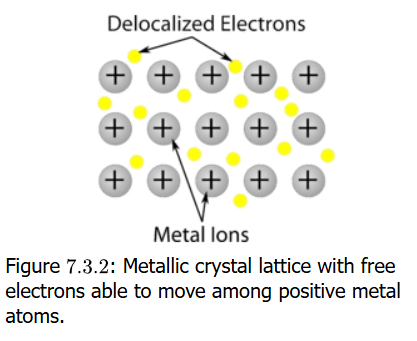 Delocalized Electrons
+ + + + +
+ + + + +
+ + + + +
Metal Ions
Figure 7.3.2: Metallic crystal lattice with free
electrons able to move among positive metal
atoms.